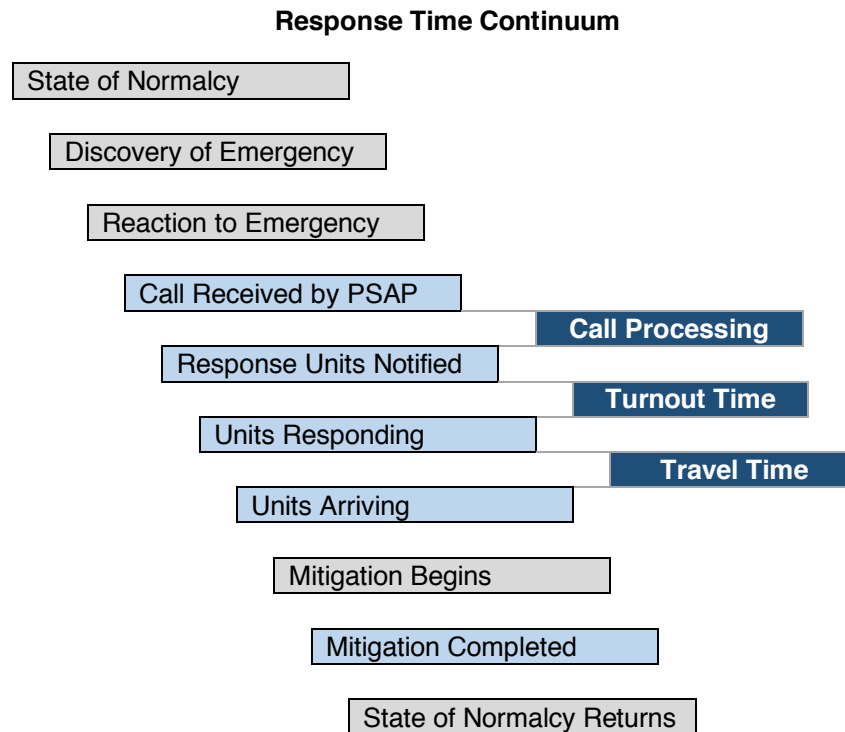 Response Time Continuum
State of Normalcy
Discovery of Emergency
Reaction to Emergency
Call Received by PSAP
Call Processing
Response Units Notified
Turnout Time
Units Responding
Travel Time
Units Arriving
Mitigation Begins
Mitigation Completed
State of Normalcy Returns